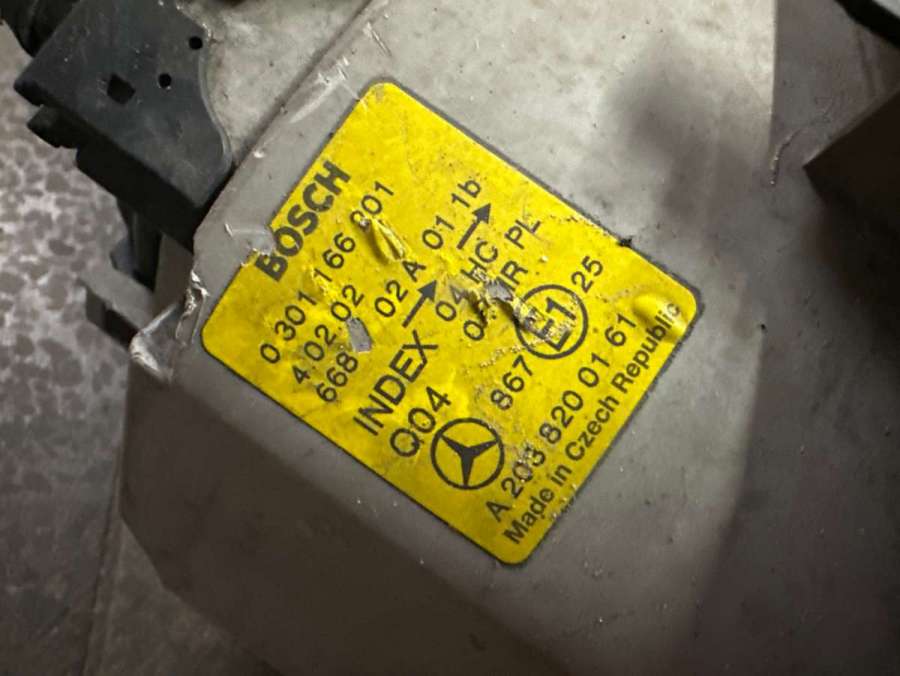 BOSCH
0 301 166 601
4.02.02
668 02 A 01 1b
INDEX 04 HC
Q04 HR PL
867 E1 25
A 203 820 01 61
Made in Czech Republic